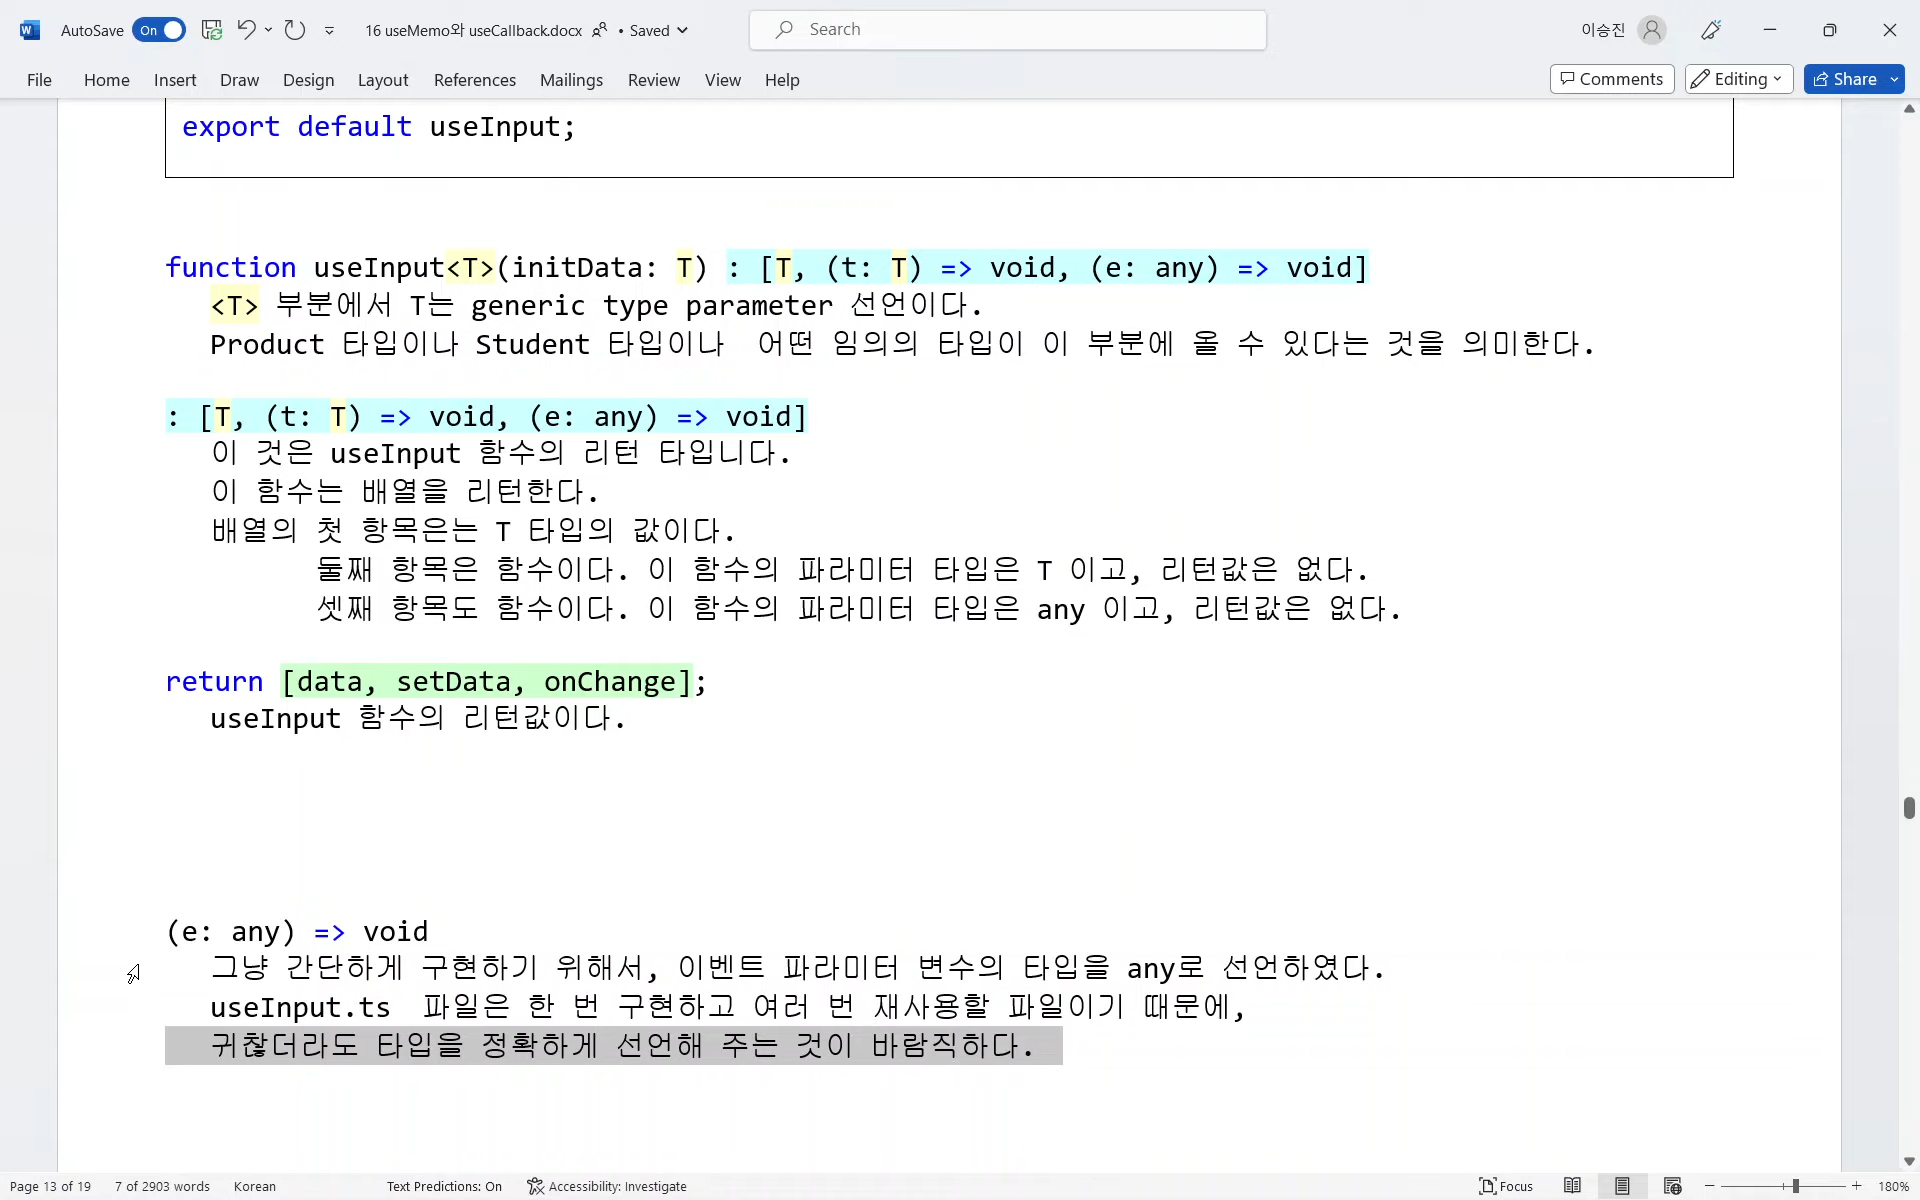 AutoSave On 16 useMemo와 useCallback.docx • Saved Search 이승진
File Home Insert Draw Design Layout References Mailings Review View Help Comments Editing Share
export default useInput;
function useInput<T>(initData: T) : [T, (t: T) => void, (e: any) => void]
<T> 부분에서 T는 generic type parameter 선언이다.
Product 타입이나 Student 타입이나 어떤 임의의 타입이 이 부분에 올 수 있다는 것을 의미한다.
: [T, (t: T) => void, (e: any) => void]
이 것은 useInput 함수의 리턴 타입니다.
이 함수는 배열을 리턴한다.
배열의 첫 항목은는 T 타입의 값이다.
둘째 항목은 함수이다. 이 함수의 파라미터 타입은 T 이고, 리턴값은 없다.
셋째 항목도 함수이다. 이 함수의 파라미터 타입은 any 이고, 리턴값은 없다.
return [data, setData, onChange];
useInput 함수의 리턴값이다.
(e: any) => void
그냥 간단하게 구현하기 위해서, 이벤트 파라미터 변수의 타입을 any로 선언하였다.
useInput.ts 파일은 한 번 구현하고 여러 번 재사용할 파일이기 때문에,
귀찮더라도 타입을 정확하게 선언해 주는 것이 바람직하다.
Page 13 of 19 7 of 2903 words Korean Text Predictions: On Accessibility: Investigate Focus 180%